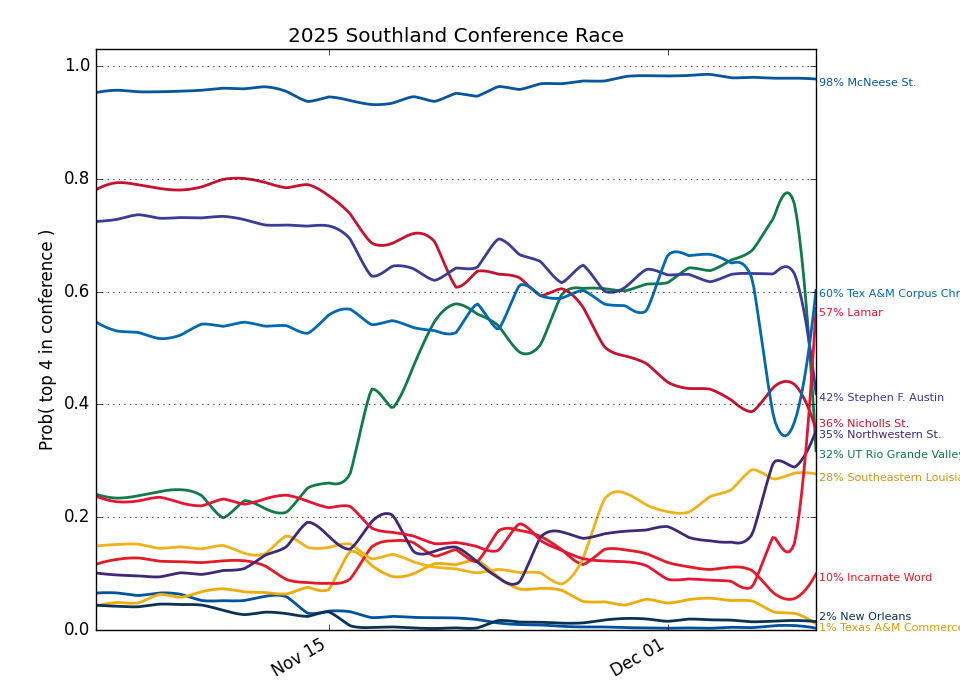 2025 Southland Conference Race
1.0
0.8
0.6
0.4
0.2
0.0
Prob( top 4 in conference )
Nov 15
Dec 01
98% McNeese St.
60% Tex A&M Corpus Chr
57% Lamar
42% Stephen F. Austin
36% Nicholls St.
35% Northwestern St.
32% UT Rio Grande Valley
28% Southeastern Louisia
10% Incarnate Word
2% New Orleans
1% Texas A&M Commerce